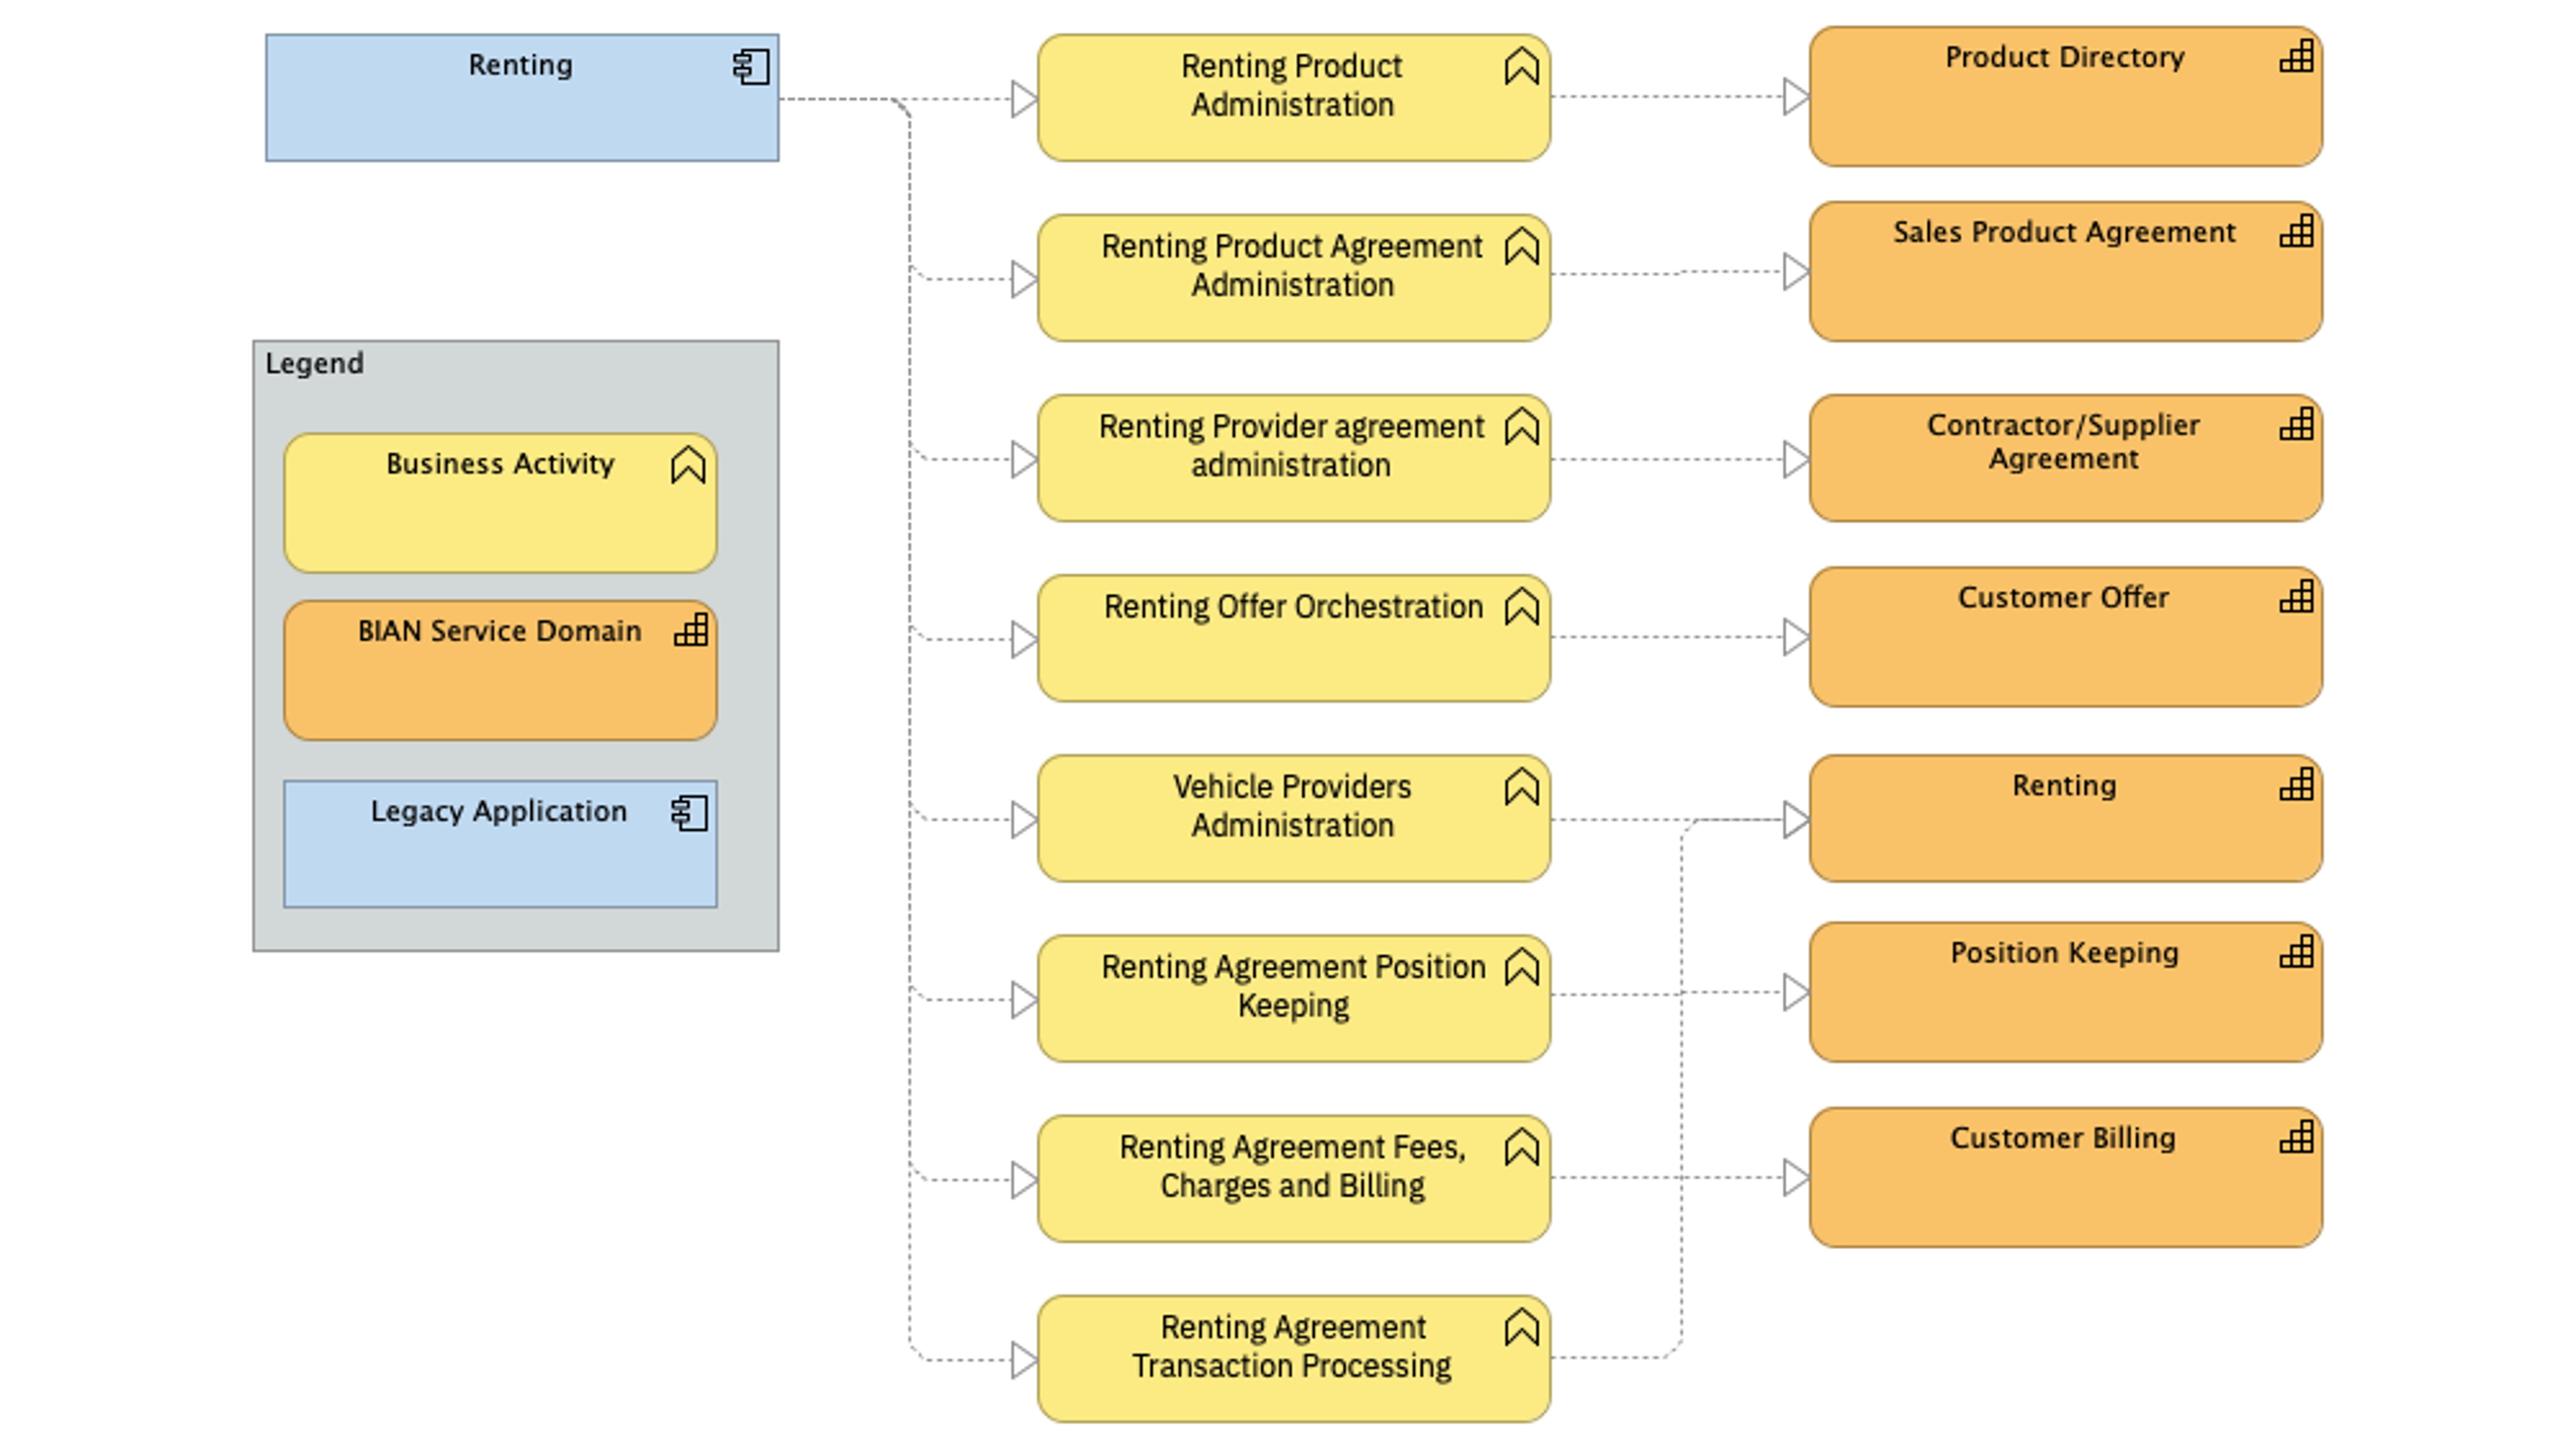 Renting
Legend
Business Activity
BIAN Service Domain
Legacy Application
Renting Product
Administration
Renting Product Agreement
Administration
Renting Provider agreement
administration
Renting Offer Orchestration
Vehicle Providers
Administration
Renting Agreement Position
Keeping
Renting Agreement Fees,
Charges and Billing
Renting Agreement
Transaction Processing
Product Directory
Sales Product Agreement
Contractor/Supplier
Agreement
Customer Offer
Renting
Position Keeping
Customer Billing